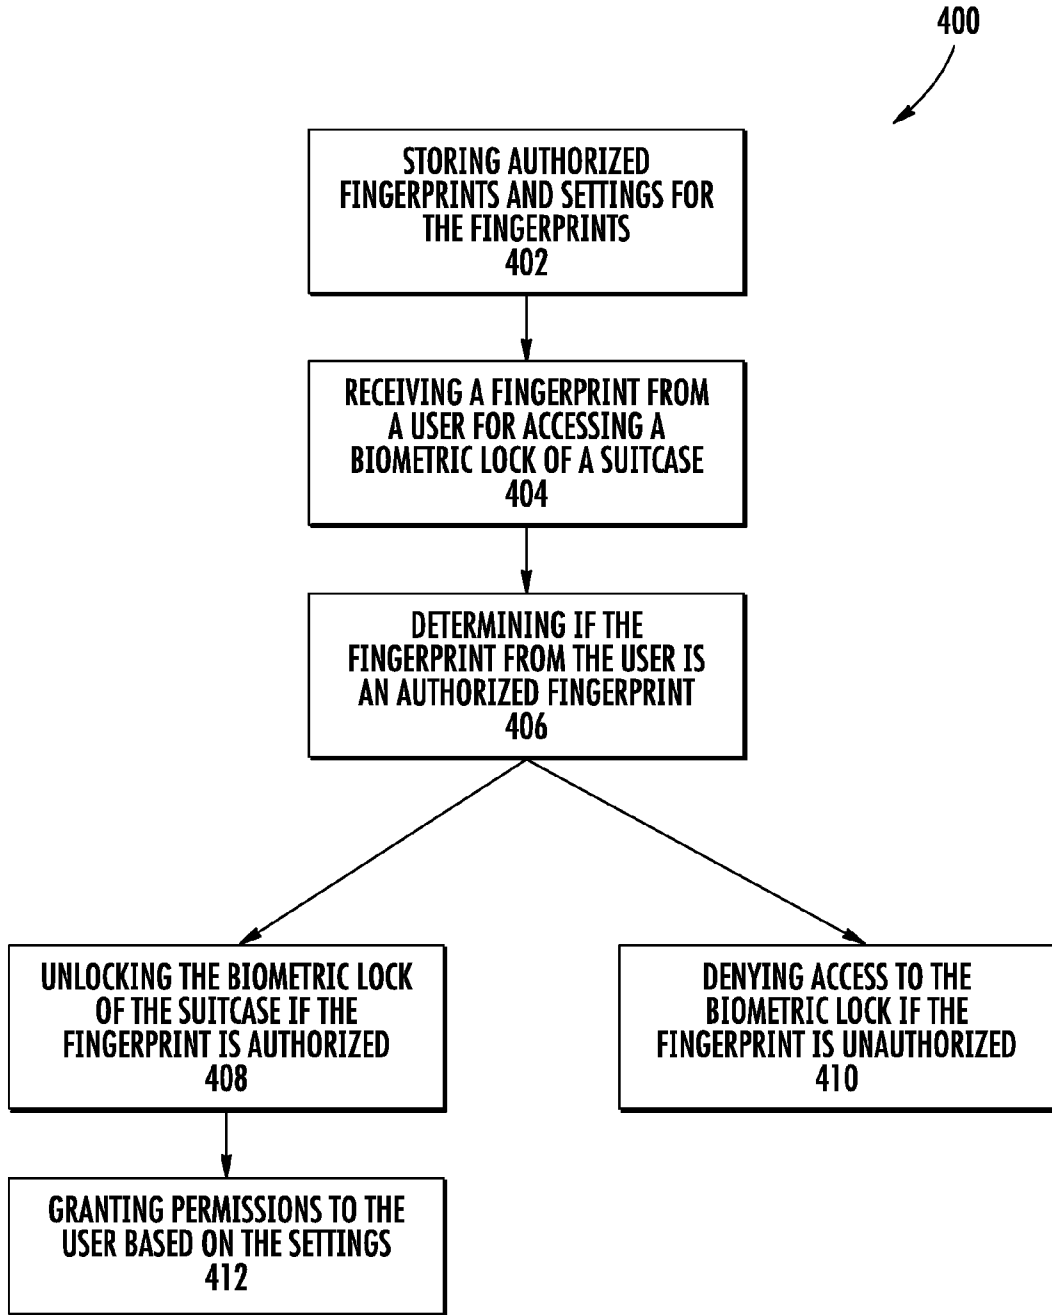 400
STORING AUTHORIZED
FINGERPRINTS AND SETTINGS FOR
THE FINGERPRINTS
402
RECEIVING A FINGERPRINT FROM
A USER FOR ACCESSING A
BIOMETRIC LOCK OF A SUITCASE
404
DETERMINING IF THE
FINGERPRINT FROM THE USER IS
AN AUTHORIZED FINGERPRINT
406
UNLOCKING THE BIOMETRIC LOCK
OF THE SUITCASE IF THE
FINGERPRINT IS AUTHORIZED
408
DENYING ACCESS TO THE
BIOMETRIC LOCK IF THE
FINGERPRINT IS UNAUTHORIZED
410
GRANTING PERMISSIONS TO THE
USER BASED ON THE SETTINGS
412